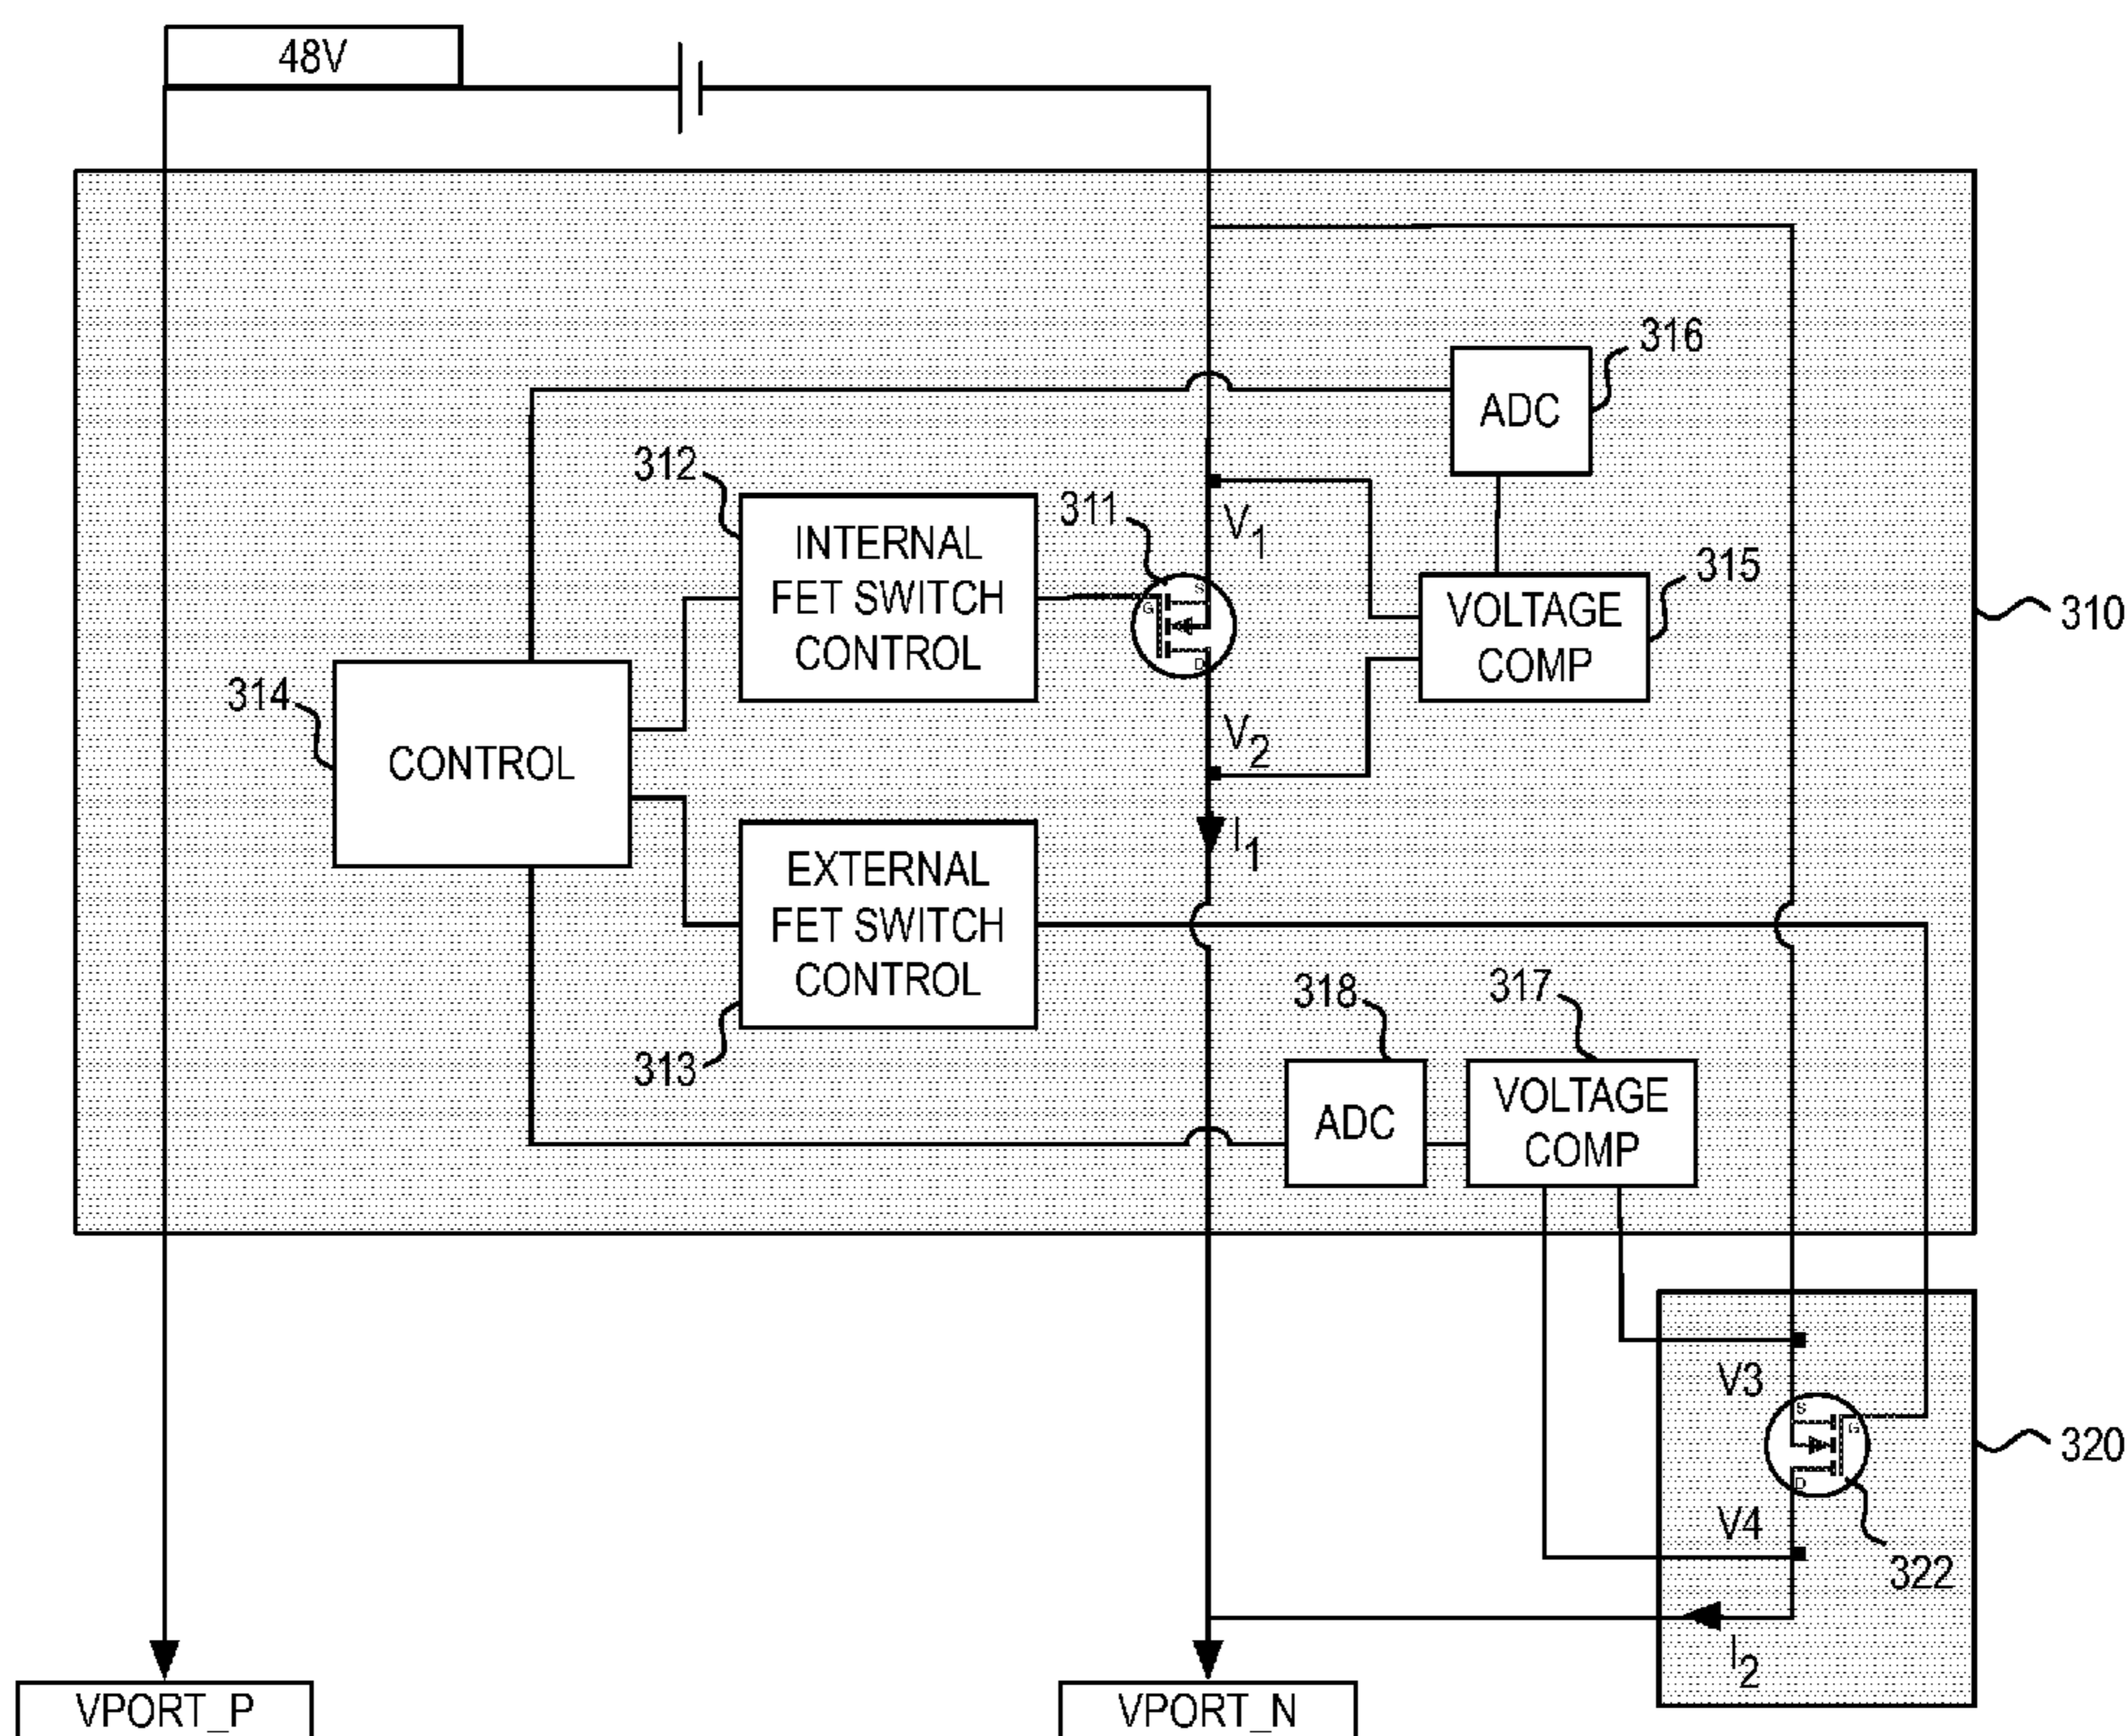 48V
316
ADC
312
INTERNAL
FET SWITCH
CONTROL
311
V1
S
G
D
315
VOLTAGE
COMP
310
314
CONTROL
V2
I1
EXTERNAL
FET SWITCH
CONTROL
313
318
ADC
317
VOLTAGE
COMP
V3
S
G
D
V4
322
320
I2
VPORT_P
VPORT_N